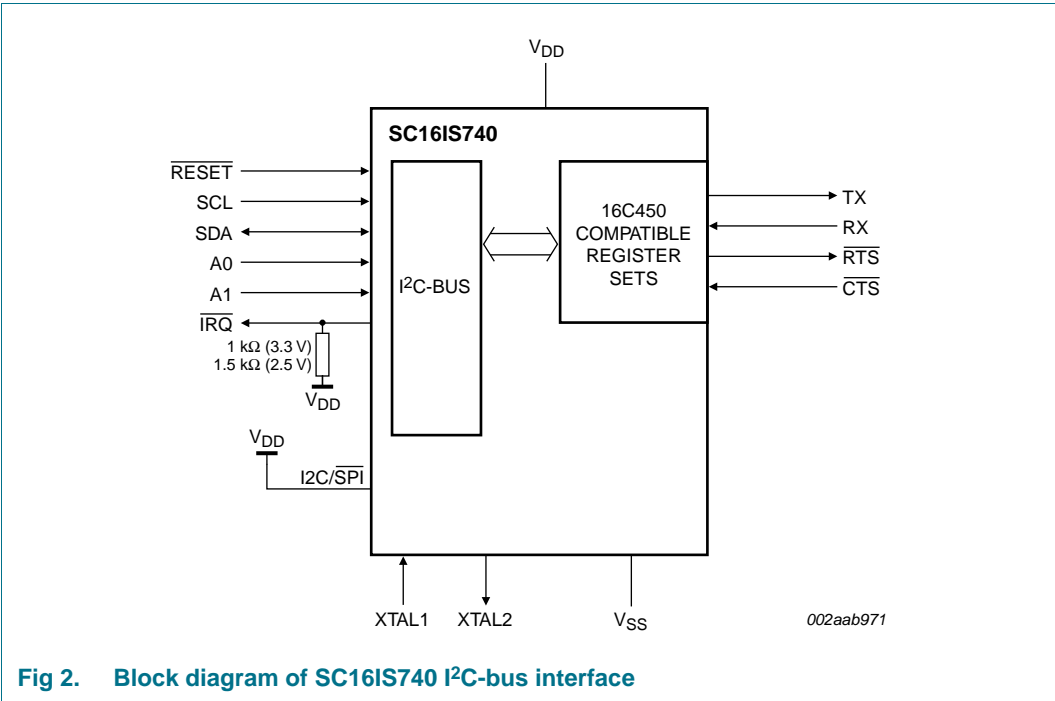 VDD
SC16IS740
RESET
SCL
SDA
A0
A1
IRQ
1 kΩ (3.3 V)
1.5 kΩ (2.5 V)
VDD
VDD
I2C/SPI
I2C-BUS
16C450
COMPATIBLE
REGISTER
SETS
TX
RX
RTS
CTS
XTAL1
XTAL2
VSS
002aab971
Fig 2. Block diagram of SC16IS740 I2C-bus interface